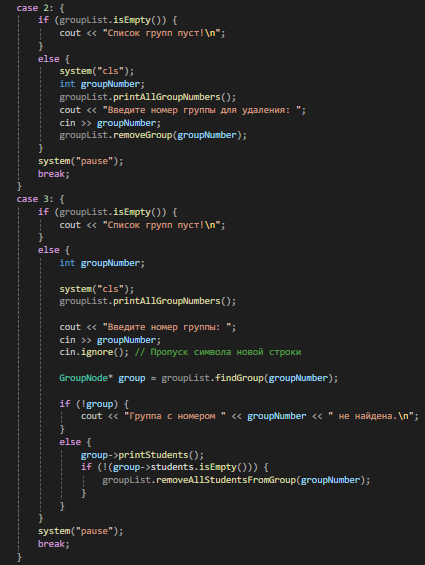 case 2: {
    if (groupList.isEmpty()) {
        cout << "Список групп пуст!\n";
    }
    else {
        system("cls");
        int groupNumber;
        groupList.printAllGroupNumbers();
        cout << "Введите номер группы для удаления: ";
        cin >> groupNumber;
        groupList.removeGroup(groupNumber);
    }
    system("pause");
    break;
}
case 3: {
    if (groupList.isEmpty()) {
        cout << "Список групп пуст!\n";
    }
    else {
        int groupNumber;

        system("cls");
        groupList.printAllGroupNumbers();

        cout << "Введите номер группы: ";
        cin >> groupNumber;
        cin.ignore(); // Пропуск символа новой строки

        GroupNode* group = groupList.findGroup(groupNumber);

        if (!group) {
            cout << "Группа с номером " << groupNumber << " не найдена.\n";
        }
        else {
            group->printStudents();
            if (!(group->students.isEmpty())) {
                groupList.removeAllStudentsFromGroup(groupNumber);
            }
        }
    }
    system("pause");
    break;
}